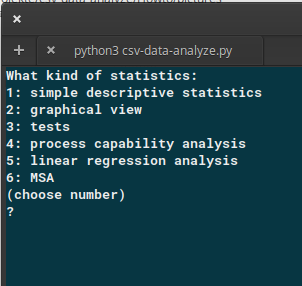 python3 csv-data-analyze.py
What kind of statistics:
1: simple descriptive statistics
2: graphical view
3: tests
4: process capability analysis
5: linear regression analysis
6: MSA
(choose number)
?